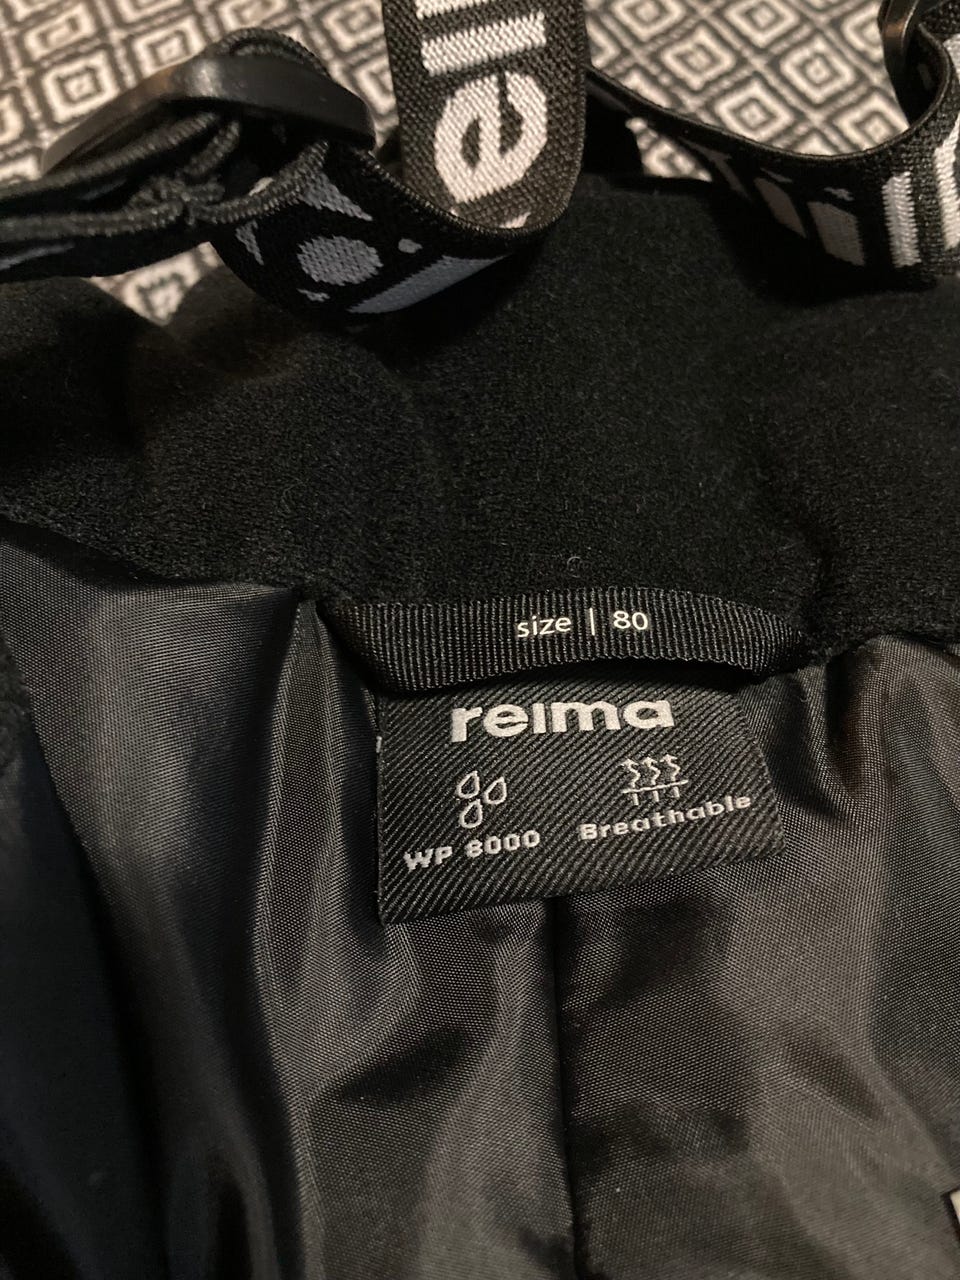 size | 80
reima
WP 8000
Breathable